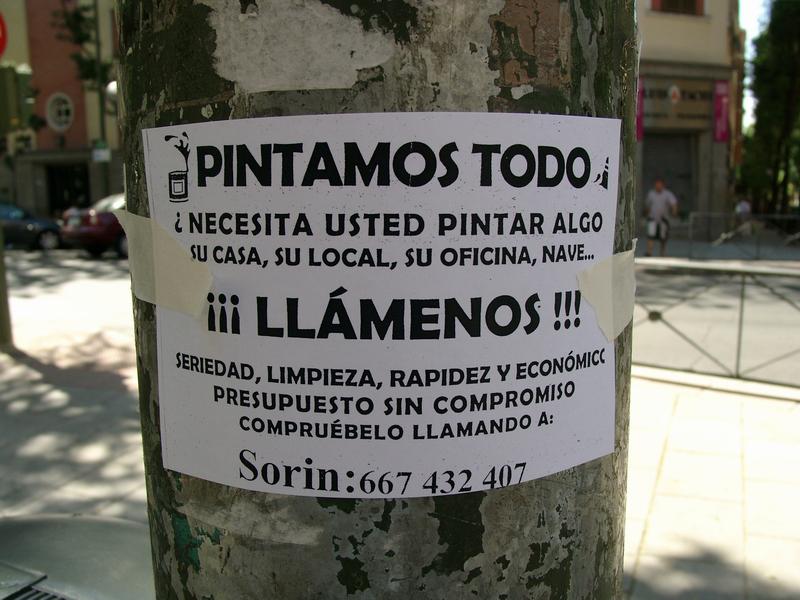 PINTAMOS TODO
¿ NECESITA USTED PINTAR ALGO
SU CASA, SU LOCAL, SU OFICINA, NAVE...
¡¡¡ LLÁMENOS !!!
SERIEDAD, LIMPIEZA, RAPIDEZ Y ECONÓMICO
PRESUPUESTO SIN COMPROMISO
COMPRUÉBELO LLAMANDO A:
Sorin: 667 432 407